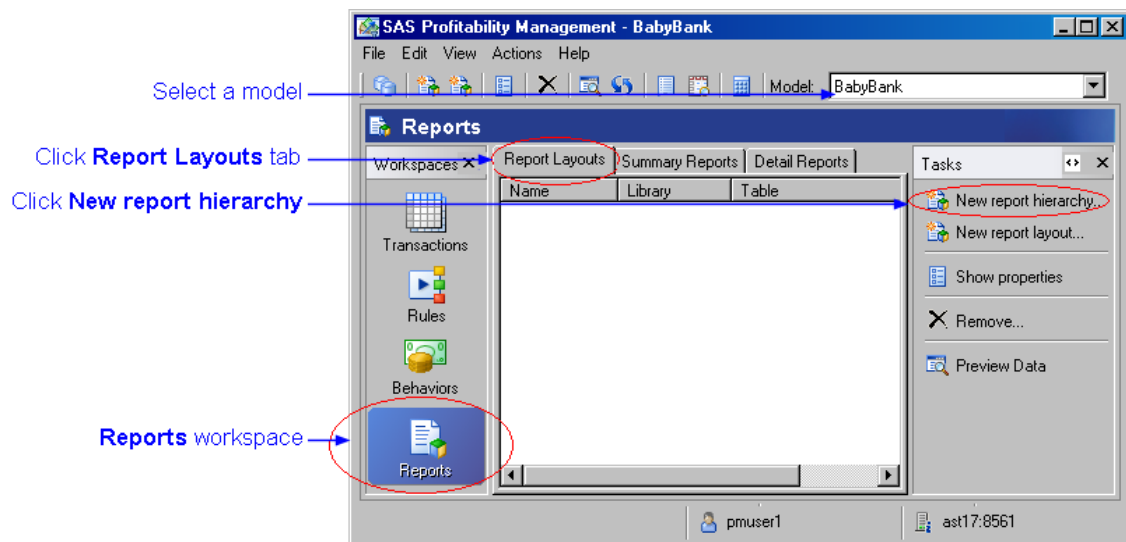 SAS Profitability Management - BabyBank
File Edit View Actions Help
Select a model
Model: BabyBank
Reports
Click Report Layouts tab
Workspaces
Report Layouts Summary Reports Detail Reports
Tasks
Click New report hierarchy
Name Library Table
New report hierarchy..
Transactions
New report layout...
Show properties
Rules
Remove...
Preview Data
Behaviors
Reports workspace
Reports
pmuser1
ast17:8561